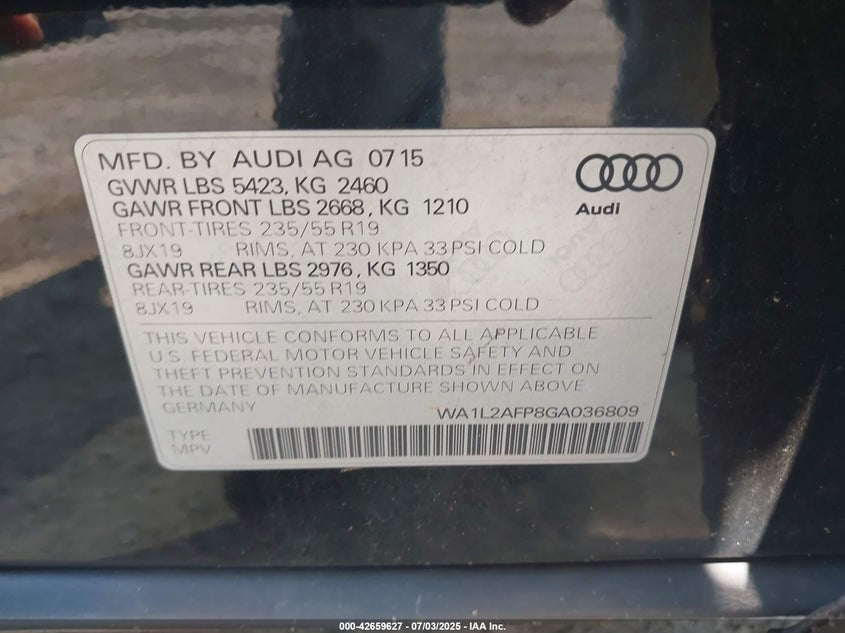 MFD. BY AUDI AG 07 15
GVWR LBS 5423, KG 2460
GAWR FRONT LBS 2668, KG 1210
FRONT-TIRES 235/55 R19
8JX19 RIMS, AT 230 KPA 33 PSI COLD
GAWR REAR LBS 2976, KG 1350
REAR-TIRES 235/55 R19
8JX19 RIMS, AT 230 KPA 33 PSI COLD
Audi
THIS VEHICLE CONFORMS TO ALL APPLICABLE
U.S. FEDERAL MOTOR VEHICLE SAFETY AND
THEFT PREVENTION STANDARDS IN EFFECT ON
THE DATE OF MANUFACTURE SHOWN ABOVE.
GERMANY WA1L2AFP8GA036809
TYPE
MPV
000-42659627 - 07/03/2025 - IAA Inc.